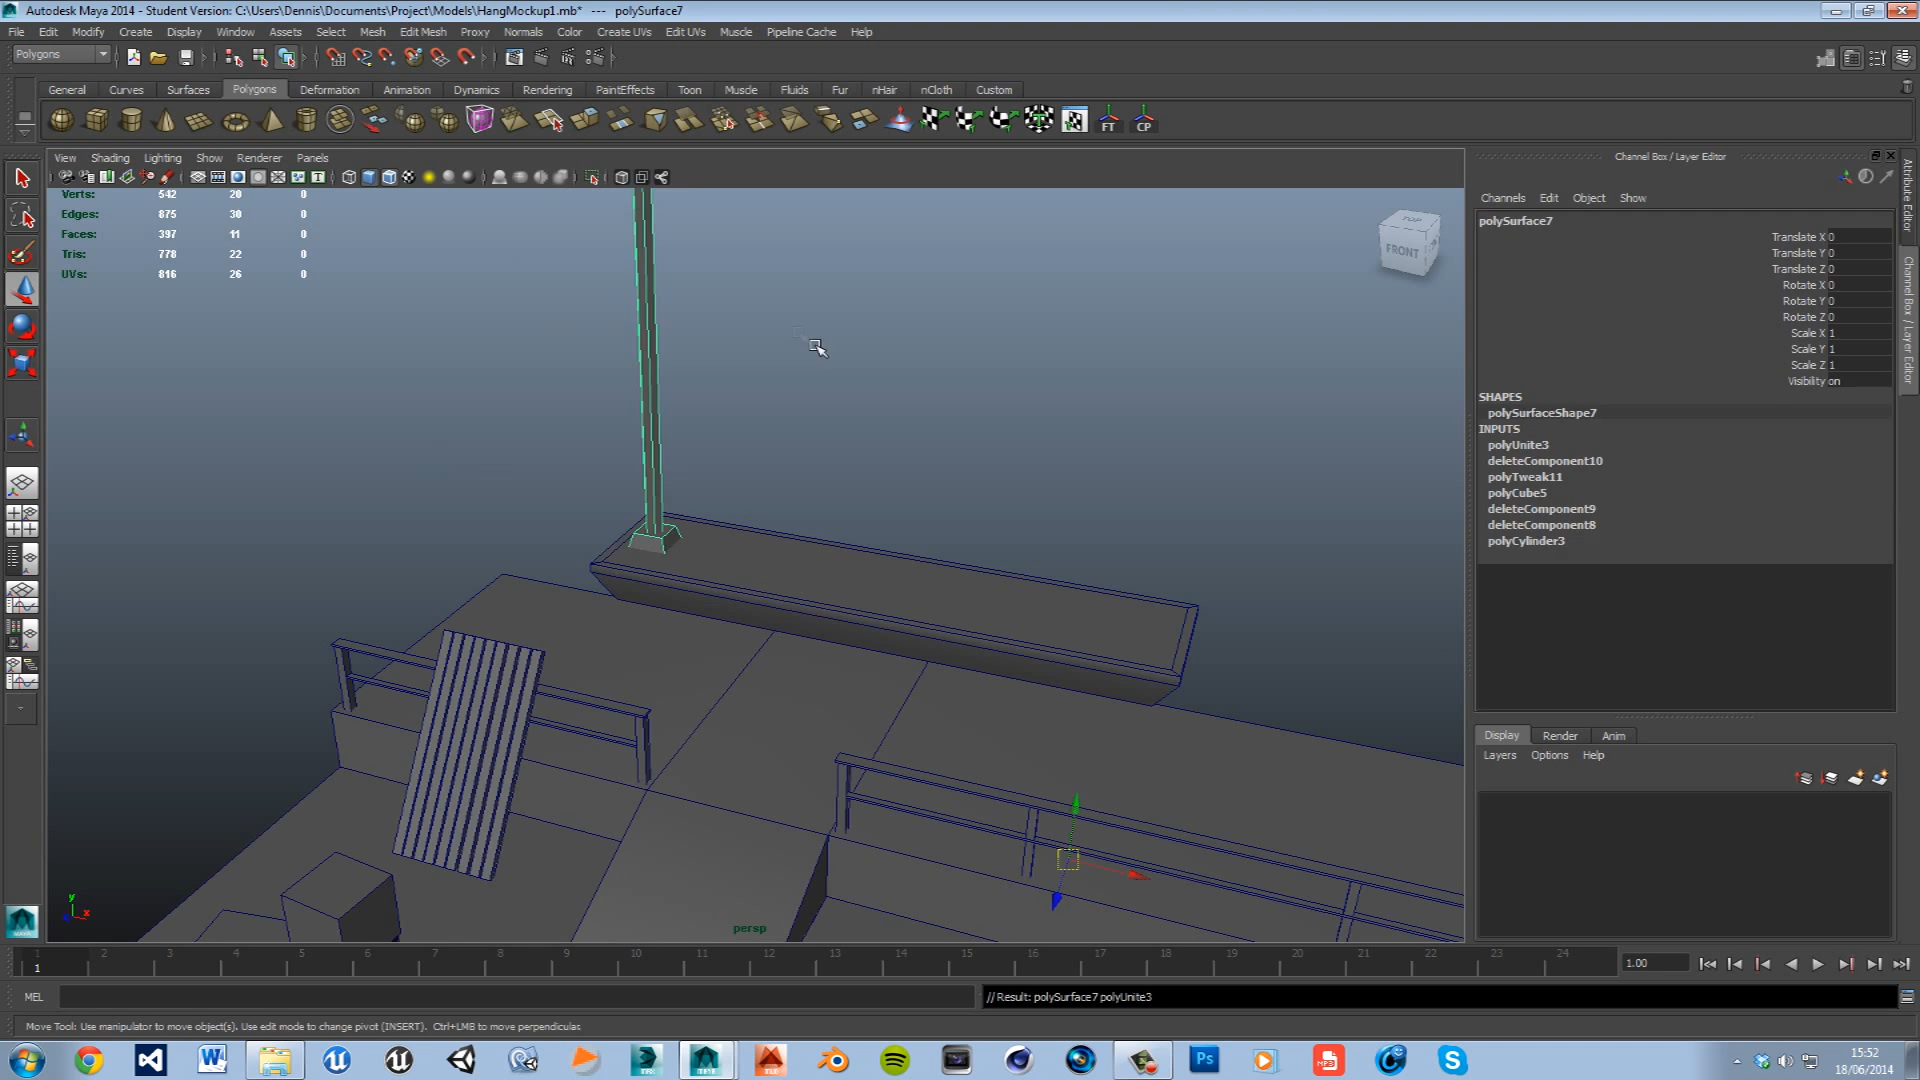 Autodesk Maya 2014 - Student Version: C:\Users\Dennis\Documents\Project\Models\HangMockup1.mb* --- polySurface7
File Edit Modify Create Display Window Assets Select Mesh Edit Mesh Proxy Normals Color Create UVs Edit UVs Muscle Pipeline Cache Help
Polygons
General Curves Surfaces Polygons Deformation Animation Dynamics Rendering PaintEffects Toon Muscle Fluids Fur nHair nCloth Custom
FT CP
View Shading Lighting Show Renderer Panels
Verts: 542 20 0
Edges: 875 30 0
Faces: 397 11 0
Tris: 778 22 0
UVs: 816 26 0
TOP
FRONT
y
x
persp
Channel Box / Layer Editor
Channels Edit Object Show
polySurface7
Translate X 0
Translate Y 0
Translate Z 0
Rotate X 0
Rotate Y 0
Rotate Z 0
Scale X 1
Scale Y 1
Scale Z 1
Visibility on
SHAPES
polySurfaceShape7
INPUTS
polyUnite3
deleteComponent10
polyTweak11
polyCube5
deleteComponent9
deleteComponent8
polyCylinder3
Attribute Editor
Channel Box / Layer Editor
Display Render Anim
Layers Options Help
1 2 3 4 5 6 7 8 9 10 11 12 13 14 15 16 17 18 19 20 21 22 23 24
1
1.00
MEL
// Result: polySurface7 polyUnite3
Move Tool: Use manipulator to move object(s). Use edit mode to change pivot (INSERT). Ctrl+LMB to move perpendicular.
Ps
MP3
15:52
18/06/2014